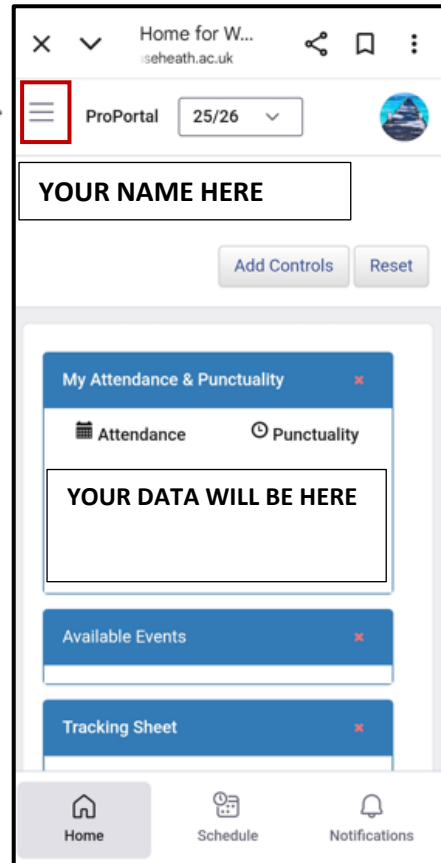 Home for W...
seheath.ac.uk
ProPortal 25/26
YOUR NAME HERE
Add Controls Reset
My Attendance & Punctuality
Attendance Punctuality
YOUR DATA WILL BE HERE
Available Events
Tracking Sheet
Home Schedule Notifications